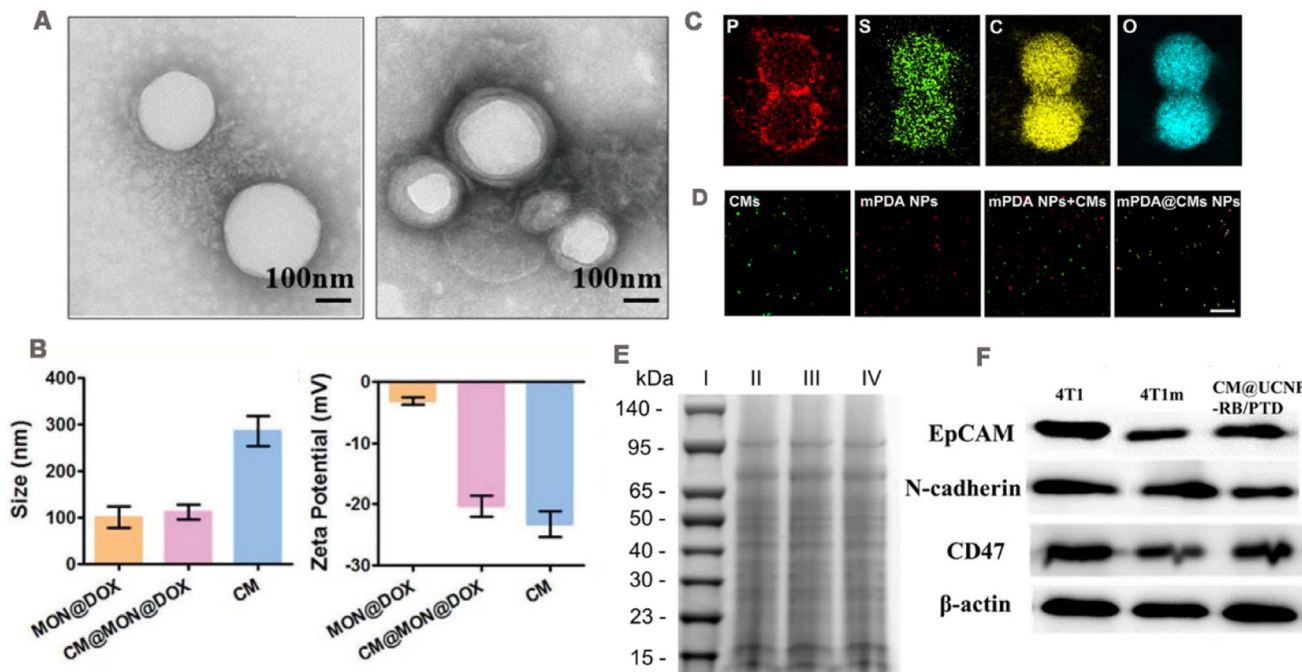 A
100nm
100nm
B
Size (nm)
400
300
200
100
0
MON@DOX
CM@MON@DOX
CM
Zeta Potential (mV)
0
-10
-20
-30
MON@DOX
CM@MON@DOX
CM
C
P
S
C
O
D
CMs
mPDA NPs
mPDA NPs+CMs
mPDA@CMs NPs
E
kDa
I
II
III
IV
140 -
95 -
65 -
50 -
40 -
30 -
23 -
15 -
F
4T1
4T1m
CM@UCNP
-RB/PTD
EpCAM
N-cadherin
CD47
β-actin